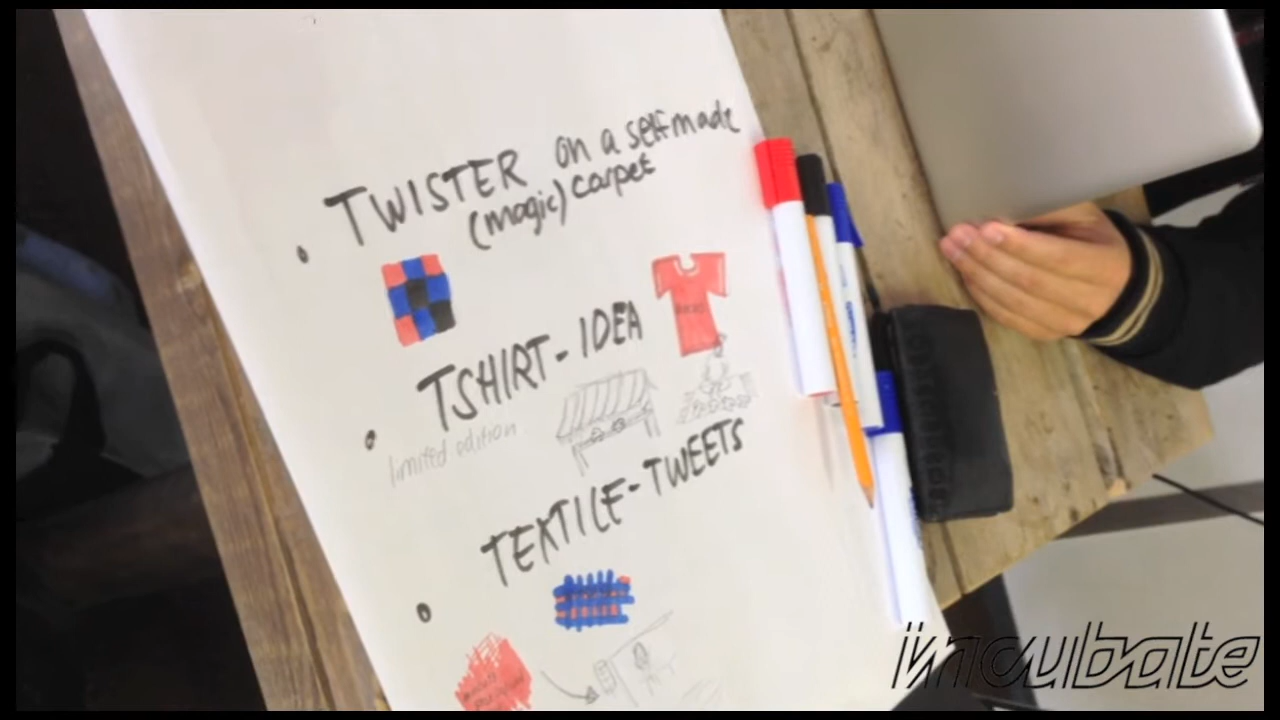 TWISTER on a selfmade
(magic) carpet
TSHIRT-IDEA
limited edition
TEXTILE-TWEETS
incubate